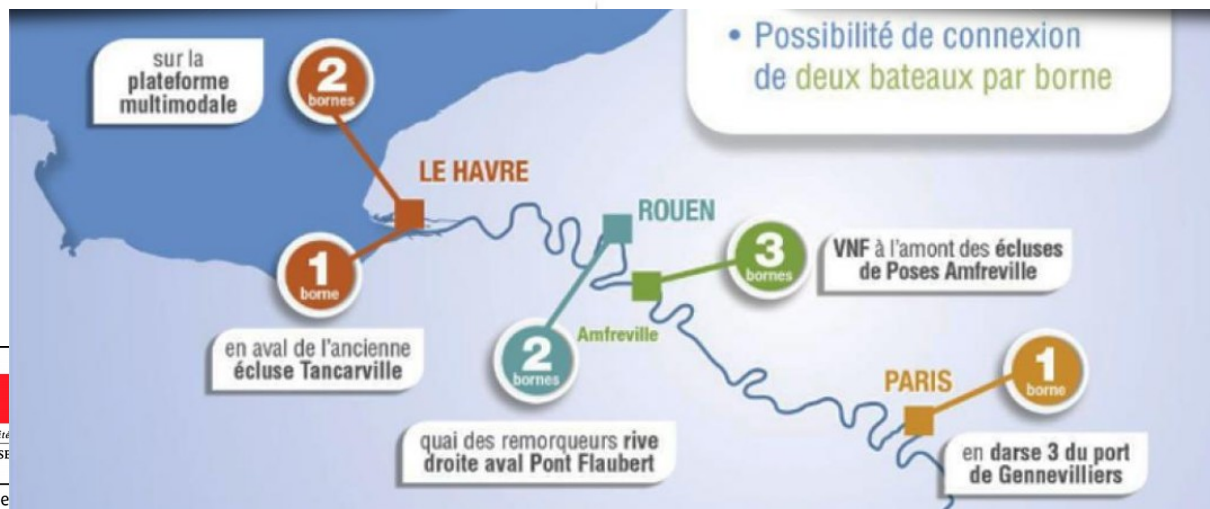 • Possibilité de connexion
de deux bateaux par borne
sur la
plateforme
multimodale
2
bornes
LE HAVRE
1
borne
en aval de l'ancienne
écluse Tancarville
ROUEN
2
bornes
quai des remorqueurs rive
droite aval Pont Flaubert
3
bornes
Amfreville
VNF à l'amont des écluses
de Poses Amfreville
PARIS
1
borne
en darse 3 du port
de Gennevilliers